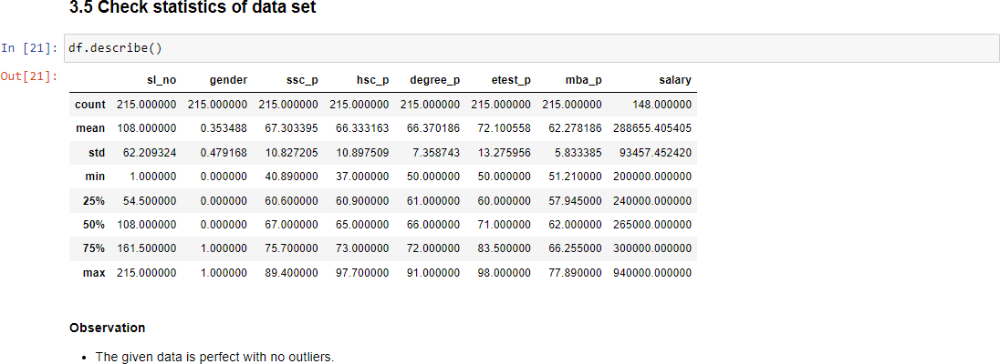 3.5 Check statistics of data set
In [21]: df.describe()
Out[21]:
sl_no gender ssc_p hsc_p degree_p etest_p mba_p salary
count 215.000000 215.000000 215.000000 215.000000 215.000000 215.000000 215.000000 148.000000
mean 108.000000 0.353488 67.303395 66.333163 66.370186 72.100558 62.278186 288655.405405
std 62.209324 0.479168 10.827205 10.897509 7.358743 13.275956 5.833385 93457.452420
min 1.000000 0.000000 40.890000 37.000000 50.000000 50.000000 51.210000 200000.000000
25% 54.500000 0.000000 60.600000 60.900000 61.000000 60.000000 57.945000 240000.000000
50% 108.000000 0.000000 67.000000 65.000000 66.000000 71.000000 62.000000 265000.000000
75% 161.500000 1.000000 75.700000 73.000000 72.000000 83.500000 66.255000 300000.000000
max 215.000000 1.000000 89.400000 97.700000 91.000000 98.000000 77.890000 940000.000000
Observation
• The given data is perfect with no outliers.